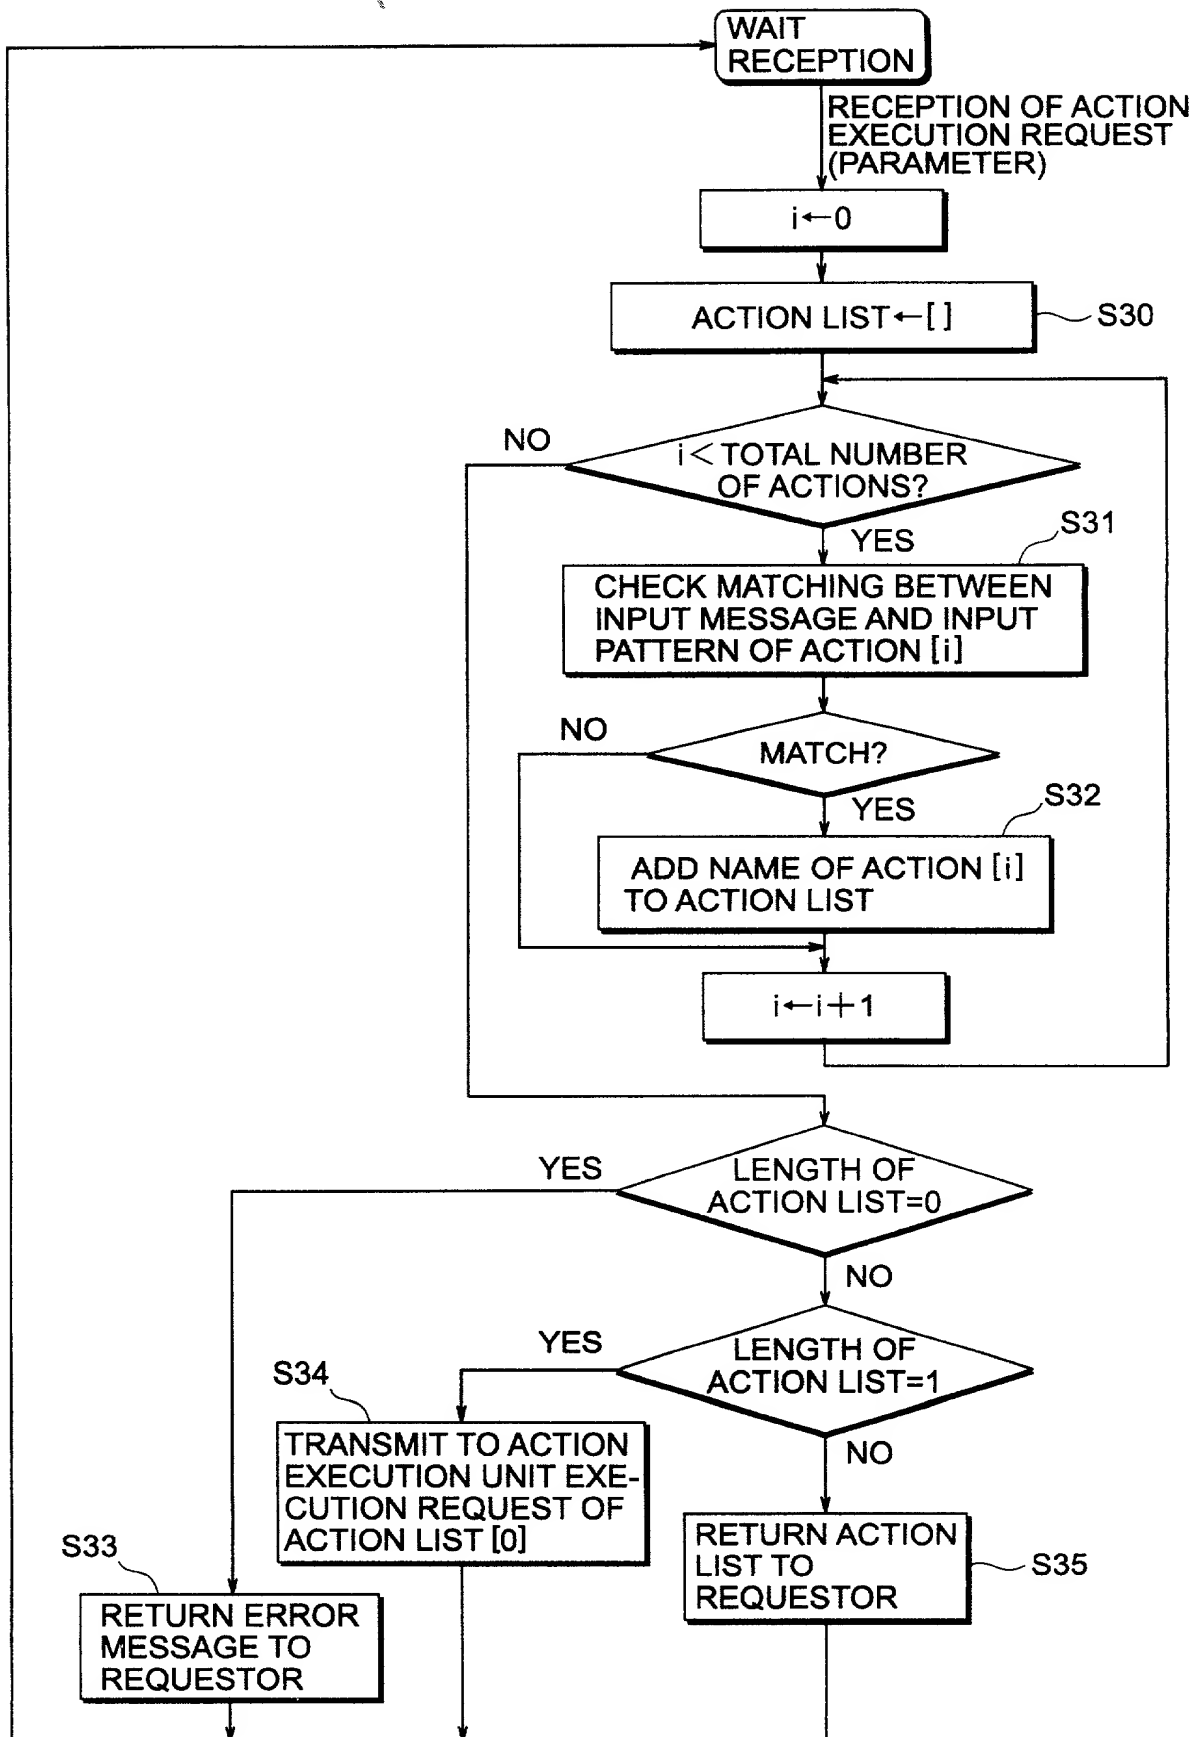 WAIT
RECEPTION
RECEPTION OF ACTION
EXECUTION REQUEST
(PARAMETER)
i←0
ACTION LIST←[ ]
S30
NO
i<TOTAL NUMBER
OF ACTIONS?
YES
S31
CHECK MATCHING BETWEEN
INPUT MESSAGE AND INPUT
PATTERN OF ACTION [i]
NO
MATCH?
YES
S32
ADD NAME OF ACTION [i]
TO ACTION LIST
i←i+1
YES
LENGTH OF
ACTION LIST=0
NO
YES
LENGTH OF
ACTION LIST=1
S34
NO
TRANSMIT TO ACTION
EXECUTION UNIT EXE-
CUTION REQUEST OF
ACTION LIST [0]
S33
RETURN ACTION
LIST TO
REQUESTOR
S35
RETURN ERROR
MESSAGE TO
REQUESTOR